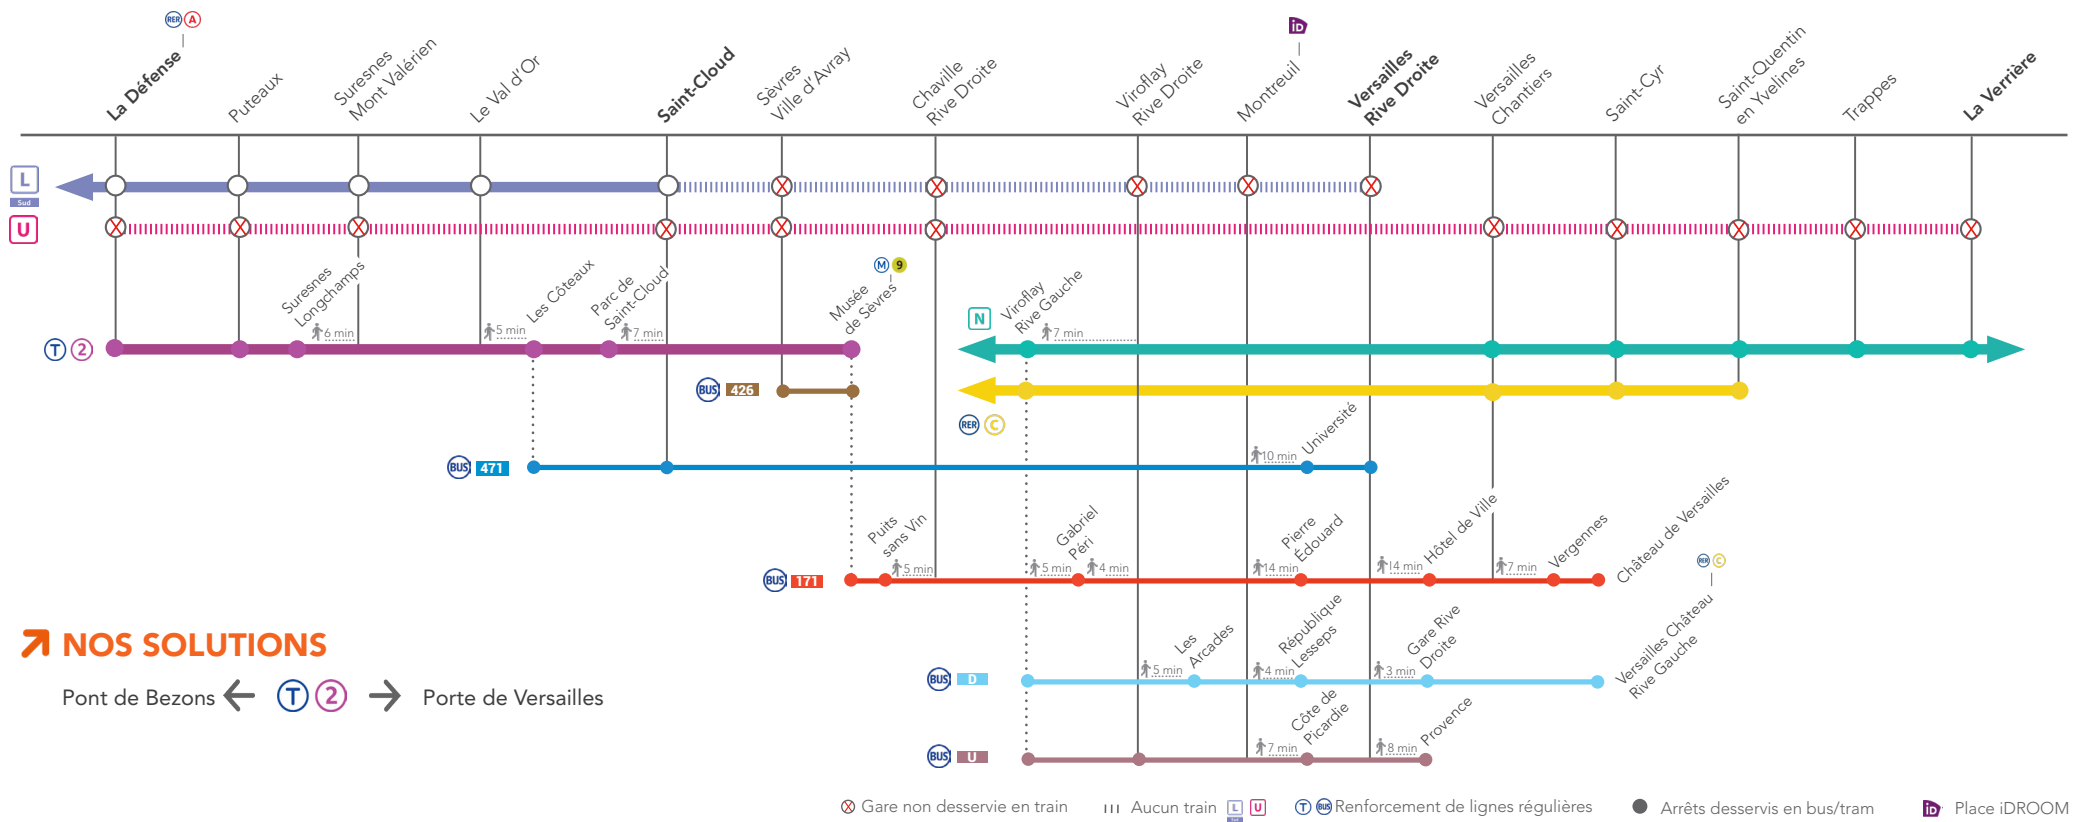 RER A
La Défense
Puteaux
Suresnes
Mont Valérien
Le Val d'Or
Saint-Cloud
Sèvres
Ville d'Avray
Chaville
Rive Droite
Viroflay
Rive Droite
iD
Montreuil
Versailles
Rive Droite
Versailles
Chantiers
Saint-Cyr
Saint-Quentin
en Yvelines
Trappes
La Verrière
L
Sud
U
Suresnes
Longchamps
6 min
5 min
Les Côteaux
Parc de
Saint-Cloud
7 min
M 9
Musée
de Sèvres
N
Viroflay
Rive Gauche
7 min
T 2
BUS 426
RER C
BUS 471
10 min
Université
BUS 171
Puits
sans Vin
5 min
5 min
Gabriel
Péri
4 min
14 min
Pierre
Édouard
14 min
Hôtel de Ville
7 min
Vergennes
Château de Versailles
RER C
BUS D
5 min
Les
Arcades
4 min
République
Lesseps
3 min
Gare Rive
Droite
Versailles Château
Rive Gauche
BUS U
7 min
Côte de
Picardie
8 min
Provence
NOS SOLUTIONS
Pont de Bezons T 2 Porte de Versailles
Gare non desservie en train
Aucun train L Sud U
T BUS Renforcement de lignes régulières
Arrêts desservis en bus/tram
iD Place iDROOM